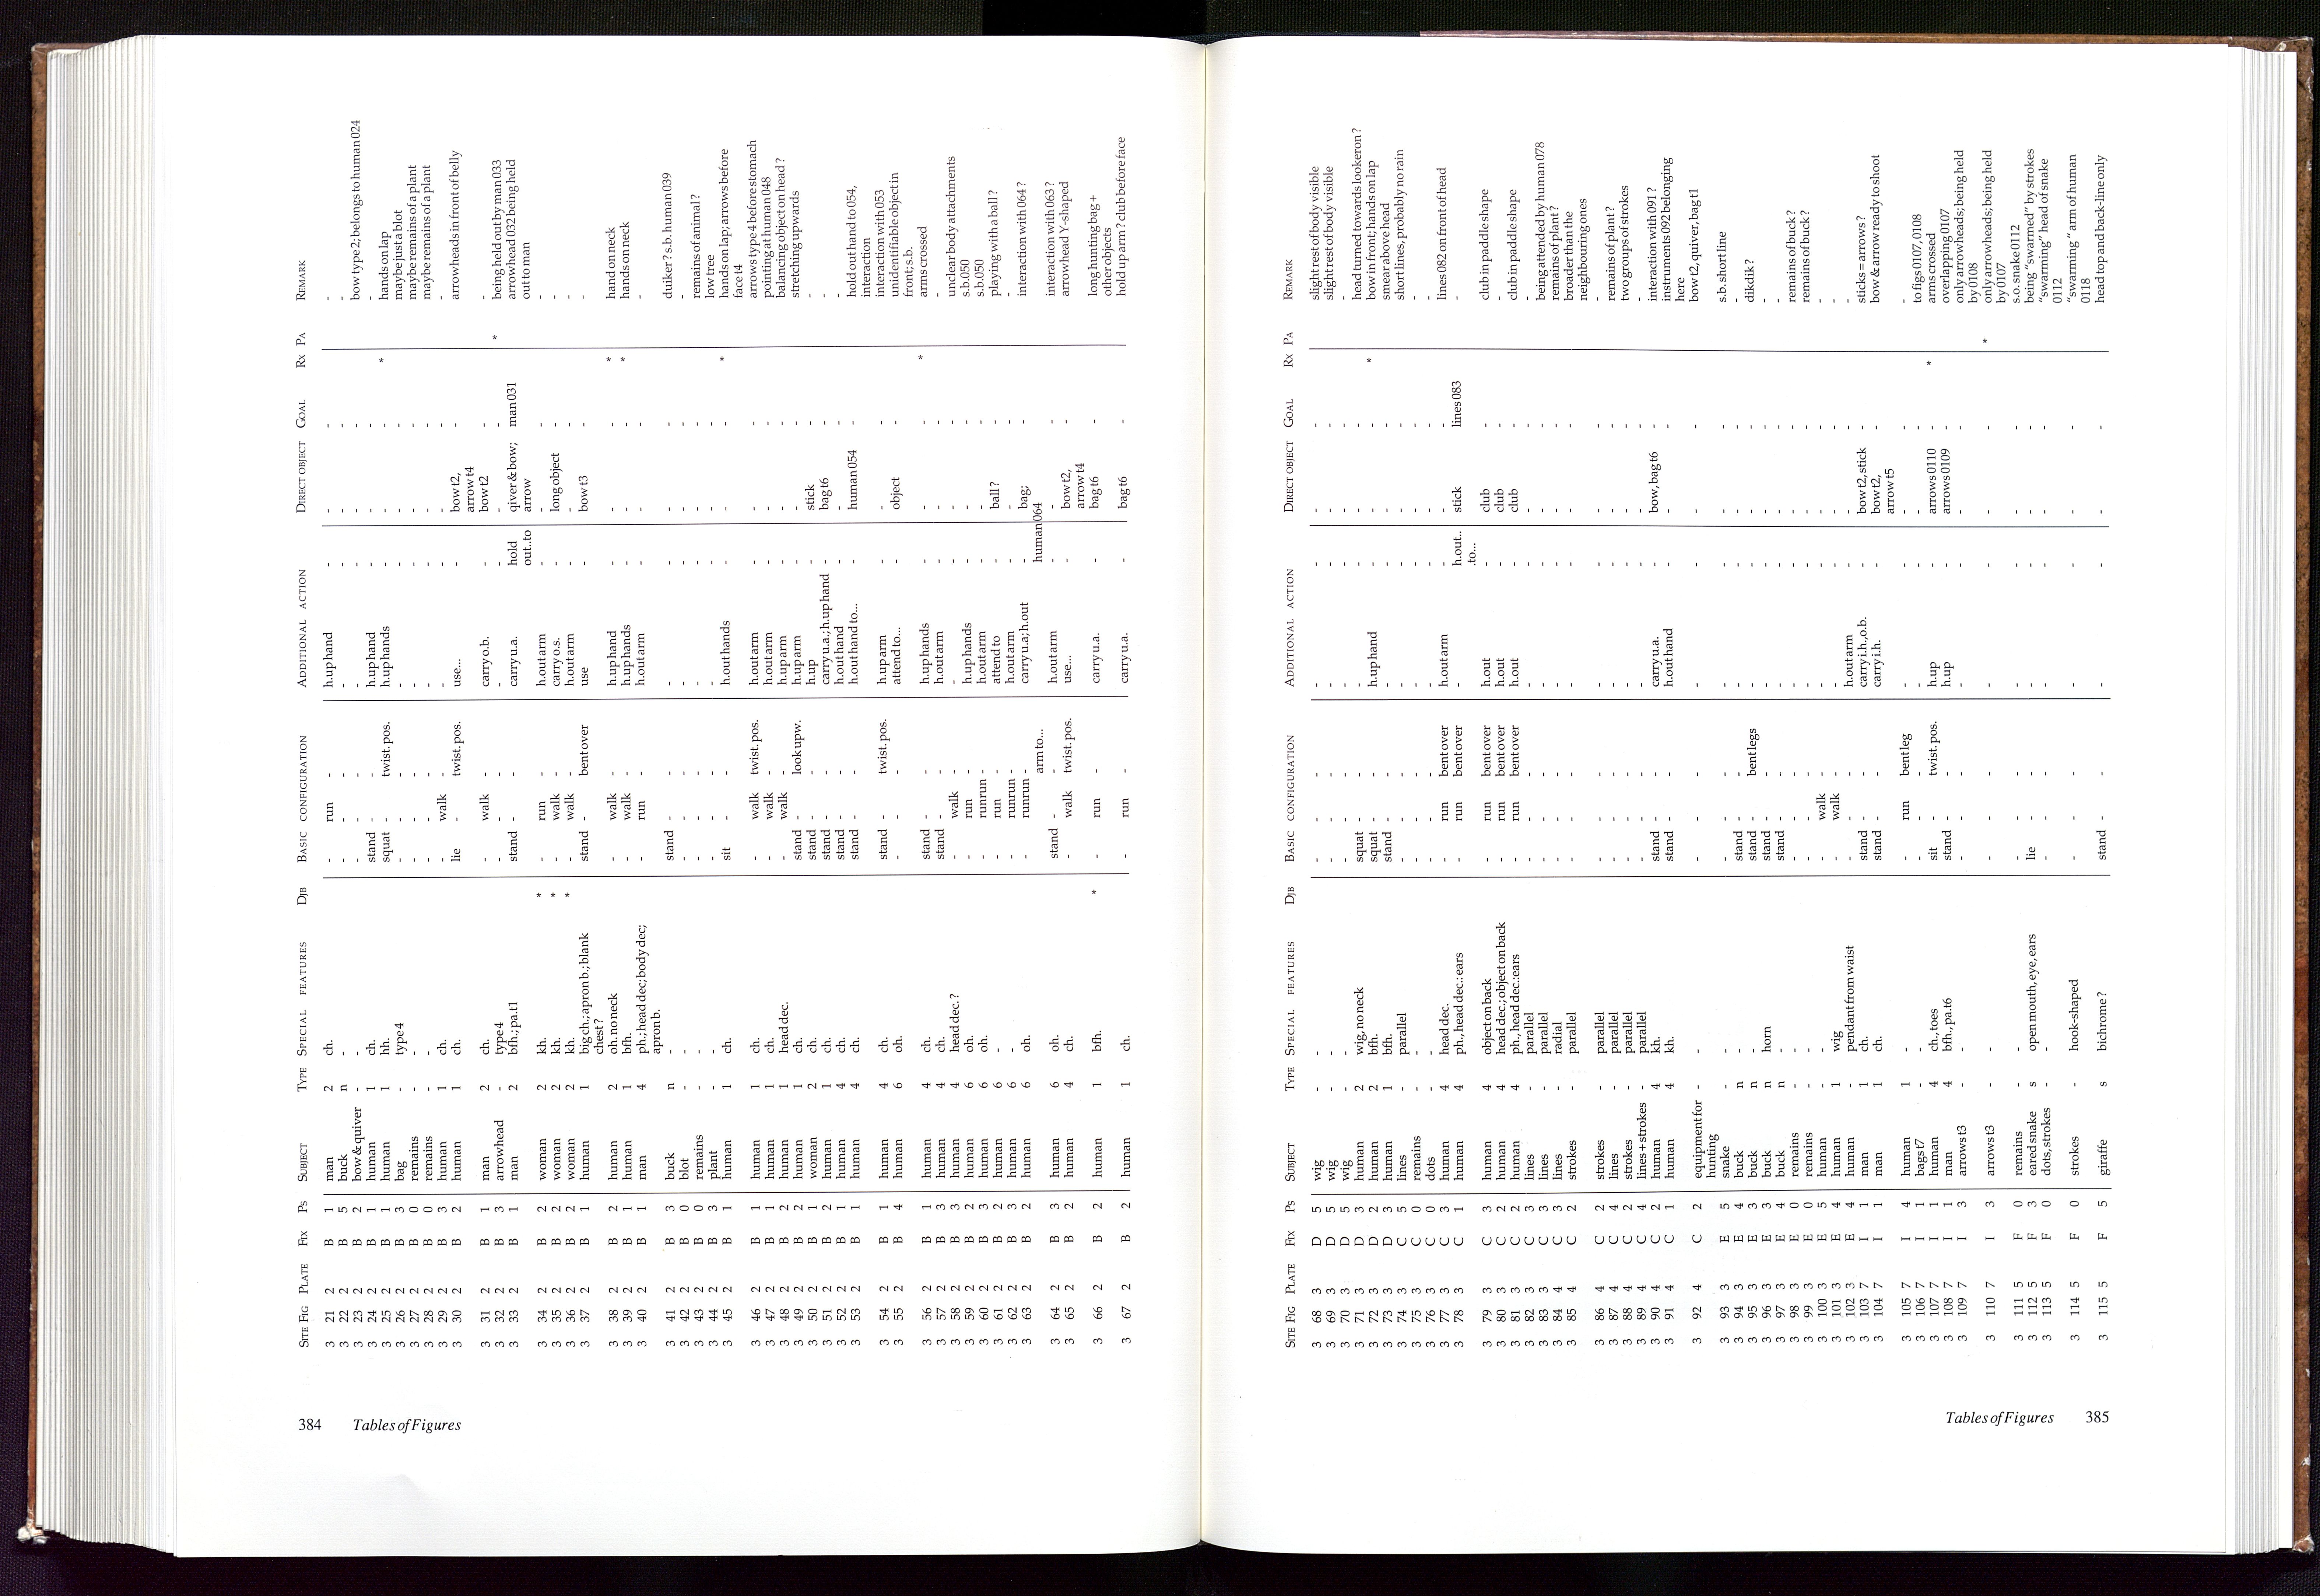 384 Tables of Figures
SITE FIG PLATE FIX PS SUBJECT TYPE SPECIAL FEATURES DJB BASIC CONFIGURATION ADDITIONAL ACTION DIRECT OBJECT GOAL RX PA REMARK
3 21 2 B 1 man 2 ch. - run - h.up hand - - - -
3 22 2 B 5 buck n - - - - - - - - -
3 23 2 B 2 bow & quiver - - - - - - - - bow type 2; belongs to human 024
3 24 2 B 1 human 1 ch. stand - - h.up hand - - - -
3 25 2 B 1 human 1 hh. squat - twist. pos. h.up hands - - - * hands on lap
3 26 2 B 3 bag - type 4 - - - - - - - maybe just a blot
3 27 2 B 0 remains - - - - - - - - - maybe remains of a plant
3 28 2 B 0 remains - - - - - - - - - maybe remains of a plant
3 29 2 B 3 human 1 ch. - walk - - - - - -
3 30 2 B 2 human 1 ch. lie - twist. pos. use... - bow t2, - arrowheads in front of belly
arrow t4
3 31 2 B 1 man 2 ch. - walk - carry o.b. - bow t2 - -
3 32 2 B 3 arrowhead - type 4 - - - - - - - * being held out by man 033
3 33 2 B 1 man 2 bfh.; pa.t1 stand - - carry u.a. hold qiver & bow; man 031 arrowhead 032 being held
out..to arrow out to man
3 34 2 B 2 woman 2 kh. * - run - h.out arm - - - -
3 35 2 B 2 woman 2 kh. * - walk - carry o.s. - long object - -
3 36 2 B 2 woman 2 kh. * - walk - h.out arm - - - -
3 37 2 B 1 human 1 big ch.; apron b.; blank stand - bent over use - bow t3 - -
chest ?
3 38 2 B 2 human 2 oh. no neck - walk - h.up hand - - - * hand on neck
3 39 2 B 1 human 1 bfh. - walk - h.up hands - - - * hands on neck
3 40 2 B 1 man 4 ph.; head dec; body dec; - run - h.out arm - - - -
apron b.
3 41 2 B 3 buck n - stand - - - - - - duiker ? s.b. human 039
3 42 2 B 0 blot - - - - - - - - - -
3 43 2 B 0 remains - - - - - - - - - remains of animal ?
3 44 2 B 3 plant - - - - - - - - - low tree
3 45 2 B 1 human 1 ch. sit - - h.out hands - - - * hands on lap; arrows before
face t4
3 46 2 B 1 human 1 ch. - walk twist. pos. h.out arm - - - arrows type 4 before stomach
3 47 2 B 1 human 1 ch. - walk - h.out arm - - - pointing at human 048
3 48 2 B 2 human 1 head dec. - walk - h.up arm - - - balancing object on head ?
3 49 2 B 2 human 1 ch. stand - look upw. h.up arm - - - stretching upwards
3 50 2 B 1 woman 2 ch. stand - - h.up - stick - -
3 51 2 B 2 human 1 ch. stand - - carry u.a.; h.up hand - bag t6 - -
3 52 2 B 1 human 4 ch. stand - - h.out hand - - - -
3 53 2 B 1 human 4 ch. stand - - h.out hand to... - human 054 - hold out hand to 054,
interaction
3 54 2 B 1 human 4 ch. stand - twist. pos. h.up arm - - - interaction with 053
3 55 2 B 4 human 6 oh. - - - attend to... - object - unidentifiable object in
front; s.b.
3 56 2 B 1 human 4 ch. stand - - h.up hands - - - * arms crossed
3 57 2 B 3 human 4 ch. stand - - h.out arm - - - -
3 58 2 B 3 human 4 head dec. ? - walk - - - - - unclear body attachments
3 59 2 B 2 human 6 oh. - run - h.up hands - - - s.b. 050
3 60 2 B 3 human 6 oh. - runrun - h.out arm - - - s.b. 050
3 61 2 B 2 human 6 - - run - attend to - ball ? - playing with a ball ?
3 62 2 B 3 human 6 - - runrun - h.out arm - - - -
3 63 2 B 2 human 6 oh. - runrun - carry u.a; h.out - bag; - interaction with 064 ?
arm to... human 064
3 64 2 B 3 human 6 oh. stand - - h.out arm - - - interaction with 063 ?
3 65 2 B 2 human 4 ch. - walk twist. pos. use... - bow t2, - arrowhead Y-shaped
arrow t4
3 66 2 B 2 human 1 bfh. * - run - carry u.a. - bag t6 - long hunting bag +
other objects
3 67 2 B 2 human 1 ch. - run - carry u.a. - bag t6 - hold up arm ? club before face
SITE FIG PLATE FIX PS SUBJECT TYPE SPECIAL FEATURES DJB BASIC CONFIGURATION ADDITIONAL ACTION DIRECT OBJECT GOAL RX PA REMARK
3 68 3 D 5 wig - - - - - - - - - slight rest of body visible
3 69 3 D 5 wig - - - - - - - - - slight rest of body visible
3 70 3 D 5 wig - - - - - - - - - -
3 71 3 D 3 human 2 wig, no neck squat - - - - - - head turned towards lookeron ?
3 72 3 D 2 human 2 bfh. squat - - h.up hand - - - * bow in front; hands on lap
3 73 3 D 3 human 1 bfh. stand - - - - - - smear above head
3 74 3 C 5 lines - parallel - - - - - - - short lines, probably no rain
3 75 3 C 0 remains - - - - - - - - - -
3 76 3 C 0 dots - - - - - - - - - -
3 77 3 C 3 human 4 head dec. - run bent over h.out arm - - - lines 082 on front of head
3 78 3 C 1 human 4 ph., head dec.: ears - run bent over - h.out.. stick lines 083 -
.to...
3 79 3 C 3 human 4 object on back - run bent over h.out - club - club in paddle shape
3 80 3 C 2 human 4 head dec.; object on back - run bent over h.out - club - -
3 81 3 C 2 human 4 ph., head dec.: ears - run bent over h.out - club - club in paddle shape
3 82 3 C 3 lines - parallel - - - - - - - -
3 83 3 C 3 lines - parallel - - - - - - - being attended by human 078
3 84 4 C 3 lines - radial - - - - - - - remains of plant ?
3 85 4 C 2 strokes - parallel - - - - - - - broader than the
neighbouring ones
3 86 4 C 2 strokes - parallel - - - - - - - -
3 87 4 C 4 lines - parallel - - - - - - - remains of plant ?
3 88 4 C 2 strokes - parallel - - - - - - - two groups of strokes
3 89 4 C 4 lines + strokes - parallel - - - - - - - -
3 90 4 C 2 human 4 kh. stand - - carry u.a. - bow, bag t6 - interaction with 091 ?
3 91 4 C 1 human 4 kh. stand - - h.out hand - - - instruments 092 belonging
here
3 92 4 C 2 equipment for - - - - - - - - - bow t2, quiver, bag t1
hunting
3 93 3 E 5 snake - - - - - - - - - s.b. short line
3 94 3 E 4 buck n - stand - - - - - - -
3 95 3 E 3 buck n - stand - bent legs - - - - dikdik ?
3 96 3 E 3 buck n horn stand - - - - - - -
3 97 3 E 4 buck n - stand - - - - - - -
3 98 3 E 0 remains - - - - - - - - - remains of buck ?
3 99 3 E 0 remains - - - - - - - - - remains of buck ?
3 100 3 E 5 human - - - walk - - - - - -
3 101 3 E 4 human 1 wig - walk - - - - - -
3 102 3 E 4 human - pendant from waist - - - h.out arm - - - -
3 103 7 I 1 man 1 ch. stand - - carry i.h., o.b. - bow t2, stick - sticks = arrows ?
3 104 7 I 1 man 1 ch. stand - - carry i.h. - bow t2, - bow & arrow ready to shoot
arrow t5
3 105 7 I 4 human 1 - - run bent leg - - - - -
3 106 7 I 1 bags t7 - - - - - - - - - to figs 0107, 0108
3 107 7 I 1 human 4 ch., toes sit - twist. pos. h.up - arrows 0110 - * arms crossed
3 108 7 I 1 man 4 bfh., pa.t6 stand - - h.up - arrows 0109 - overlapping 0107
3 109 7 I 3 arrows t3 - - - - - - - - - only arrowheads; being held
by 0108
3 110 7 I 3 arrows t3 - - - - - - - - - * only arrowheads; being held
by 0107
3 111 5 F 0 remains - - - - - - - - - s.o. snake 0112
3 112 5 F 3 eared snake s open mouth, eye, ears lie - - - - - - being "swarmed" by strokes
3 113 5 F 0 dots, strokes - - - - - - - - - "swarming" head of snake
0112
3 114 5 F 0 strokes - hook-shaped - - - - - - - "swarming" arm of human
0118
3 115 5 F 5 giraffe s bichrome ? stand - - - - - - head top and back-line only
Tables of Figures 385